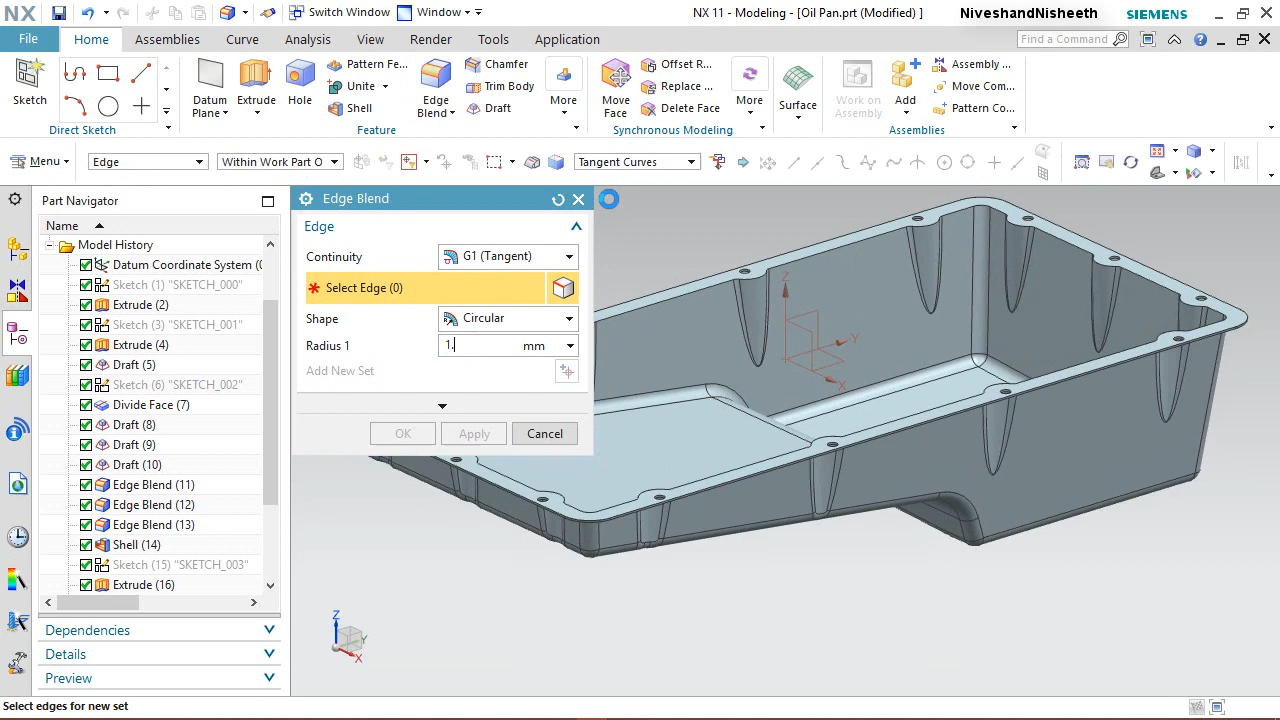 NX
Switch Window
Window
NX 11 - Modeling - [Oil Pan.prt (Modified) ]
NiveshandNisheeth
SIEMENS
File
Home
Assemblies
Curve
Analysis
View
Render
Tools
Application
Find a Command
Sketch
Direct Sketch
Datum
Plane
Extrude
Hole
Pattern Fe...
Unite
Shell
Edge
Blend
Chamfer
Trim Body
Draft
More
Feature
Move
Face
Offset R...
Replace ...
Delete Face
More
Synchronous Modeling
Surface
Work on
Assembly
Add
Assembly ...
Move Com...
Pattern Co...
Assemblies
Menu
Edge
Within Work Part O
Tangent Curves
Part Navigator
Name
Model History
Datum Coordinate System (0
Sketch (1) "SKETCH_000"
Extrude (2)
Sketch (3) "SKETCH_001"
Extrude (4)
Draft (5)
Sketch (6) "SKETCH_002"
Divide Face (7)
Draft (8)
Draft (9)
Draft (10)
Edge Blend (11)
Edge Blend (12)
Edge Blend (13)
Shell (14)
Sketch (15) "SKETCH_003"
Extrude (16)
Dependencies
Details
Preview
Edge Blend
Edge
Continuity
G1 (Tangent)
Select Edge (0)
Shape
Circular
Radius 1
1.
mm
Add New Set
OK
Apply
Cancel
Z
Y
X
Z
Y
X
Select edges for new set